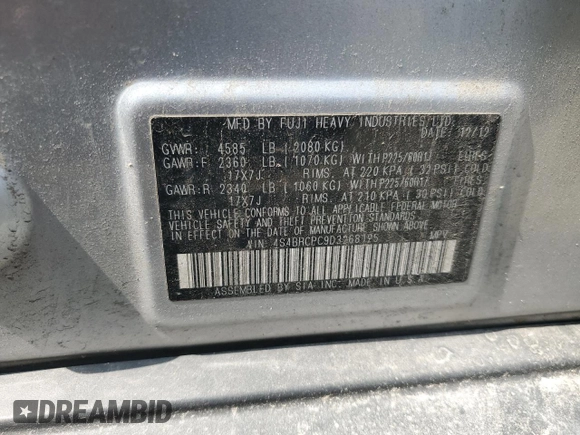 MFD BY FUJI HEAVY INDUSTRIES LTD.
DATE: 12/12
GVWR: 4585 LB (2080 KG)
GAWR:F 2360 LB (1070 KG) WITH P225/60R17 TIRES
17X7J RIMS. AT 220 KPA (32 PSI) COLD
GAWR:R 2340 LB (1060 KG) WITH P225/60R17 TIRES
17X7J RIMS. AT 210 KPA (30 PSI) COLD
THIS VEHICLE CONFORMS TO ALL APPLICABLE FEDERAL MOTOR
VEHICLE SAFETY AND THEFT PREVENTION STANDARDS IN EFFECT ON THE
DATE OF MANUFACTURE SHOWN ABOVE.
VIN: 4S4BRCPC9D3268195 MPV
ASSEMBLED BY SIA INC. MADE IN U.S.A.
DREAMBID